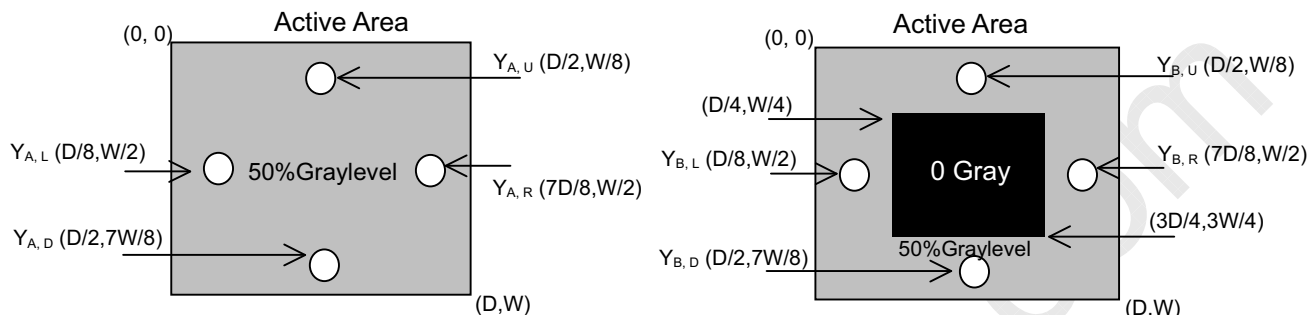 Active Area
(0, 0)
YA, U (D/2,W/8)
YA, L (D/8,W/2)
50%Graylevel
YA, R (7D/8,W/2)
YA, D (D/2,7W/8)
(D,W)
Active Area
(0, 0)
YB, U (D/2,W/8)
(D/4,W/4)
YB, L (D/8,W/2)
0 Gray
YB, R (7D/8,W/2)
(3D/4,3W/4)
50%Graylevel
YB, D (D/2,7W/8)
(D,W)